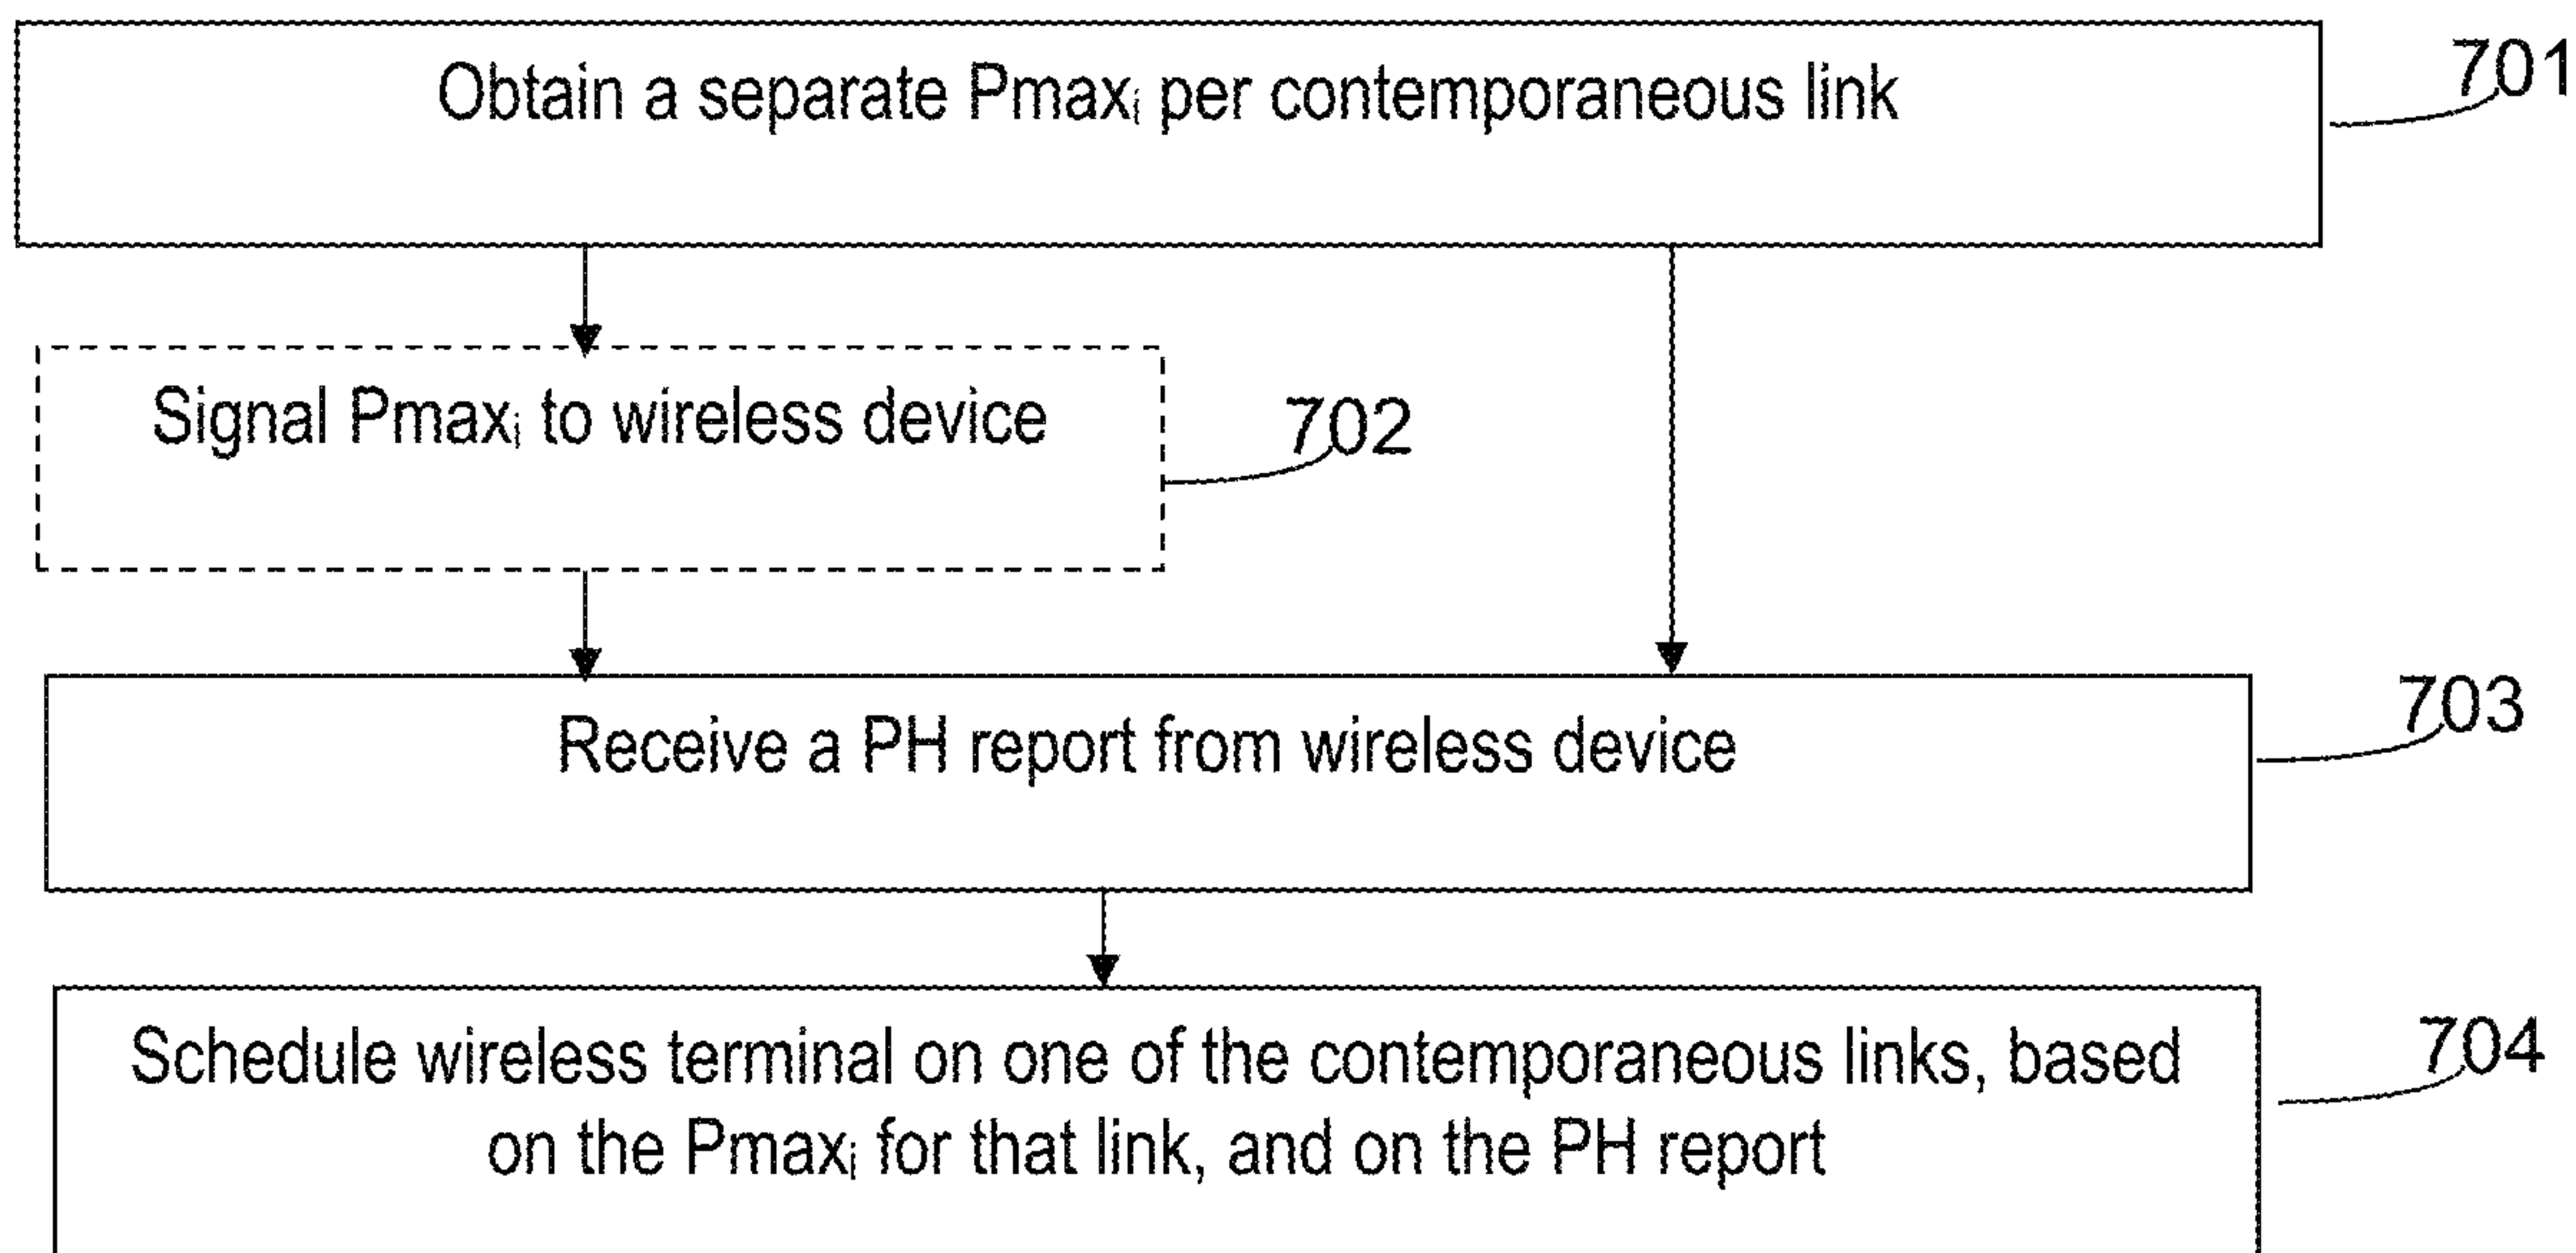 Obtain a separate Pmaxᵢ per contemporaneous link
701
Signal Pmaxᵢ to wireless device
702
Receive a PH report from wireless device
703
Schedule wireless terminal on one of the contemporaneous links, based
on the Pmaxᵢ for that link, and on the PH report
704